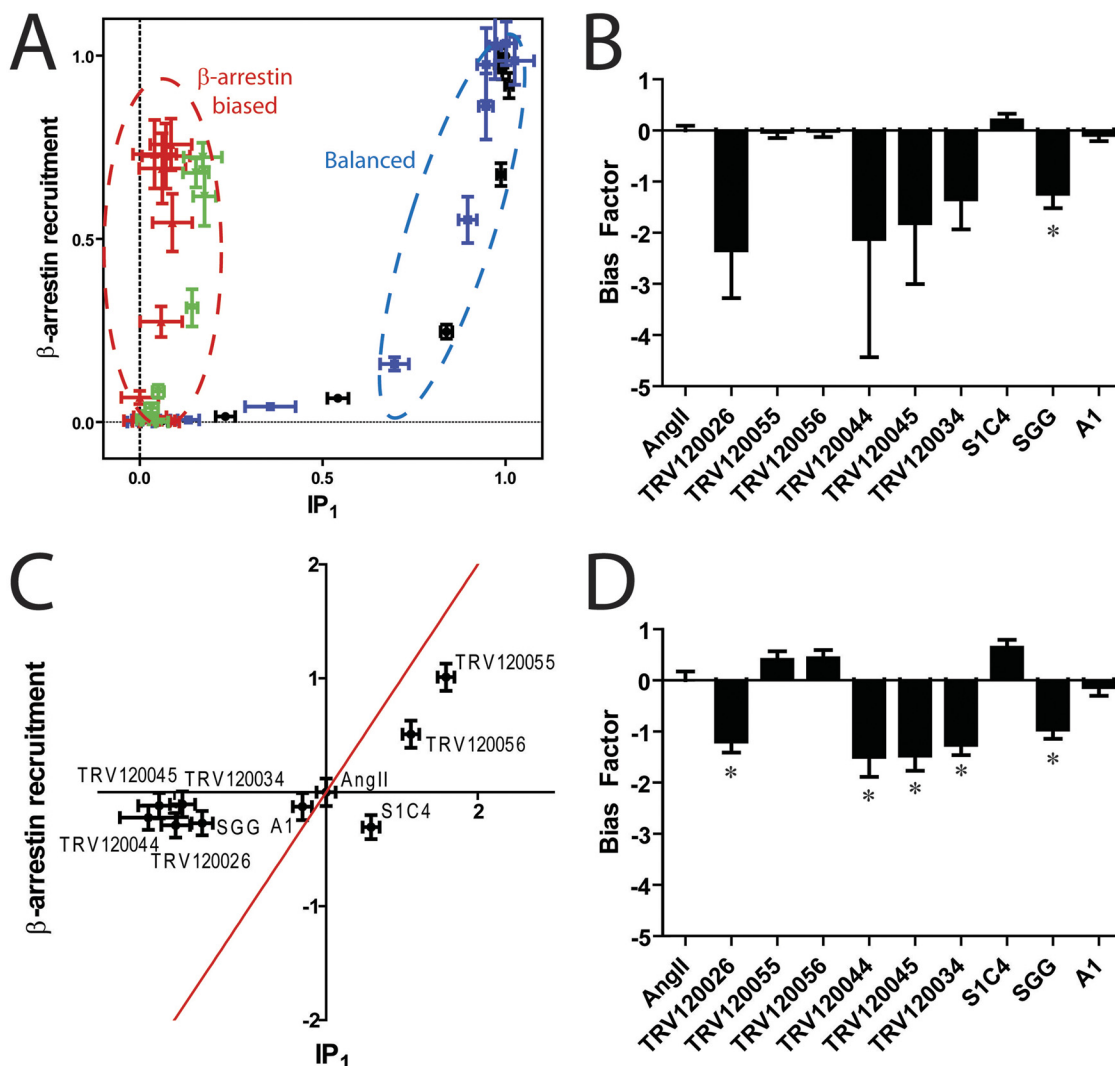 A
β-arrestin recruitment
1.0
0.5
0.0
β-arrestin
biased
Balanced
0.0
0.5
1.0
IP1
B
Bias Factor
1
0
-1
-2
-3
-4
-5
*
AngII
TRV120026
TRV120055
TRV120056
TRV120044
TRV120045
TRV120034
S1C4
SGG
A1
C
β-arrestin recruitment
2
1
TRV120055
TRV120056
TRV120045
TRV120034
AngII
2
S1C4
SGG
A1
TRV120044
TRV120026
-1
-2
IP1
D
Bias Factor
1
0
-1
-2
-3
-4
-5
*
*
*
*
*
AngII
TRV120026
TRV120055
TRV120056
TRV120044
TRV120045
TRV120034
S1C4
SGG
A1